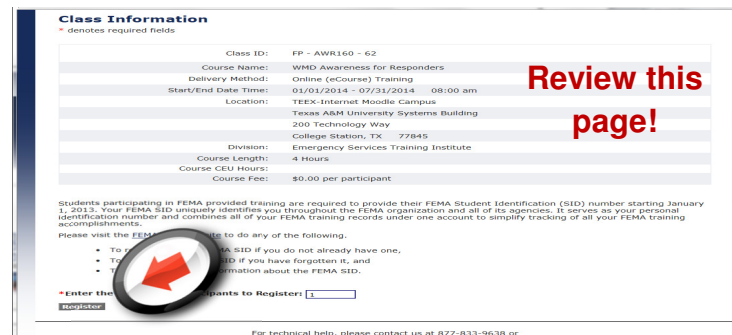 Class Information
* denotes required fields
Class ID: FP - AWR160 - 62
Course Name: WMD Awareness for Responders
Delivery Method: Online (eCourse) Training
Start/End Date Time: 01/01/2014 - 07/31/2014 08:00 am
Location: TEEX-Internet Moodle Campus
Texas A&M University Systems Building
200 Technology Way
College Station, TX 77845
Division: Emergency Services Training Institute
Course Length: 4 Hours
Course CEU Hours:
Course Fee: $0.00 per participant
Review this
page!
Students participating in FEMA provided training are required to provide their FEMA Student Identification (SID) number starting January
1, 2013. Your FEMA SID uniquely identifies you throughout the FEMA organization and all of its agencies. It serves as your personal
identification number and combines all of your FEMA training records under one account to simplify tracking of all your FEMA training
accomplishments.
Please visit the FEMA to do any of the following.
• To SID if you do not already have one,
• To SID if you have forgotten it, and
• information about the FEMA SID.
*Enter the to Register: 1
Register
For technical help, please contact us at 877-833-9638 or